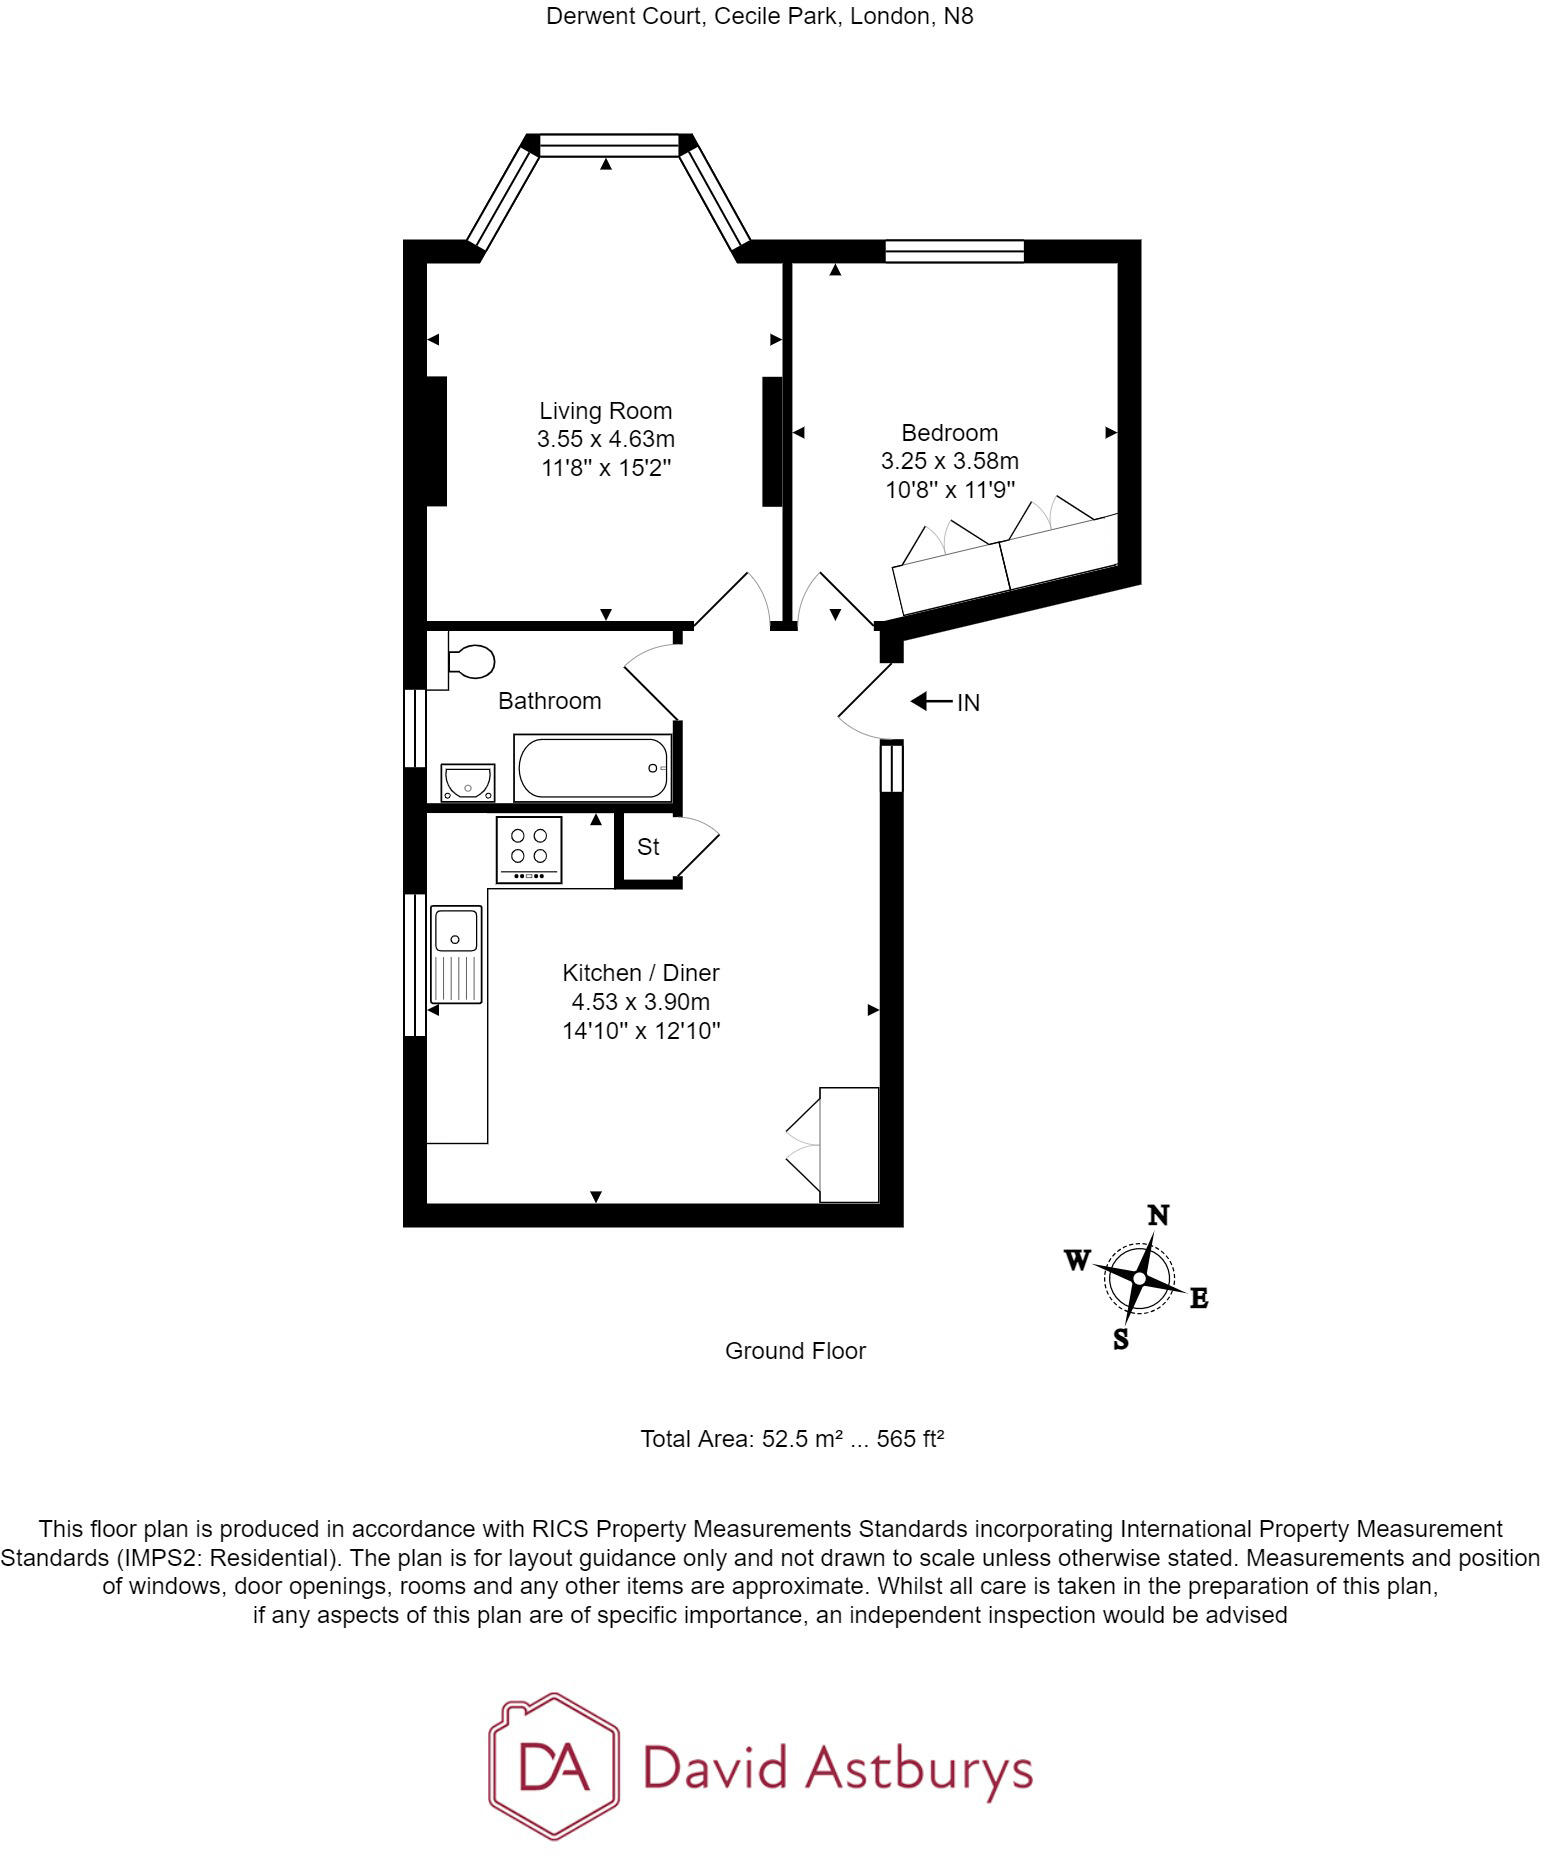 Derwent Court, Cecile Park, London, N8
Living Room
3.55 x 4.63m
11'8" x 15'2"
Bedroom
3.25 x 3.58m
10'8" x 11'9"
Bathroom
IN
St
Kitchen / Diner
4.53 x 3.90m
14'10" x 12'10"
N
W
E
S
Ground Floor
Total Area: 52.5 m² ... 565 ft²
This floor plan is produced in accordance with RICS Property Measurements Standards incorporating International Property Measurement
Standards (IMPS2: Residential). The plan is for layout guidance only and not drawn to scale unless otherwise stated. Measurements and position
of windows, door openings, rooms and any other items are approximate. Whilst all care is taken in the preparation of this plan,
if any aspects of this plan are of specific importance, an independent inspection would be advised
DA David Astburys